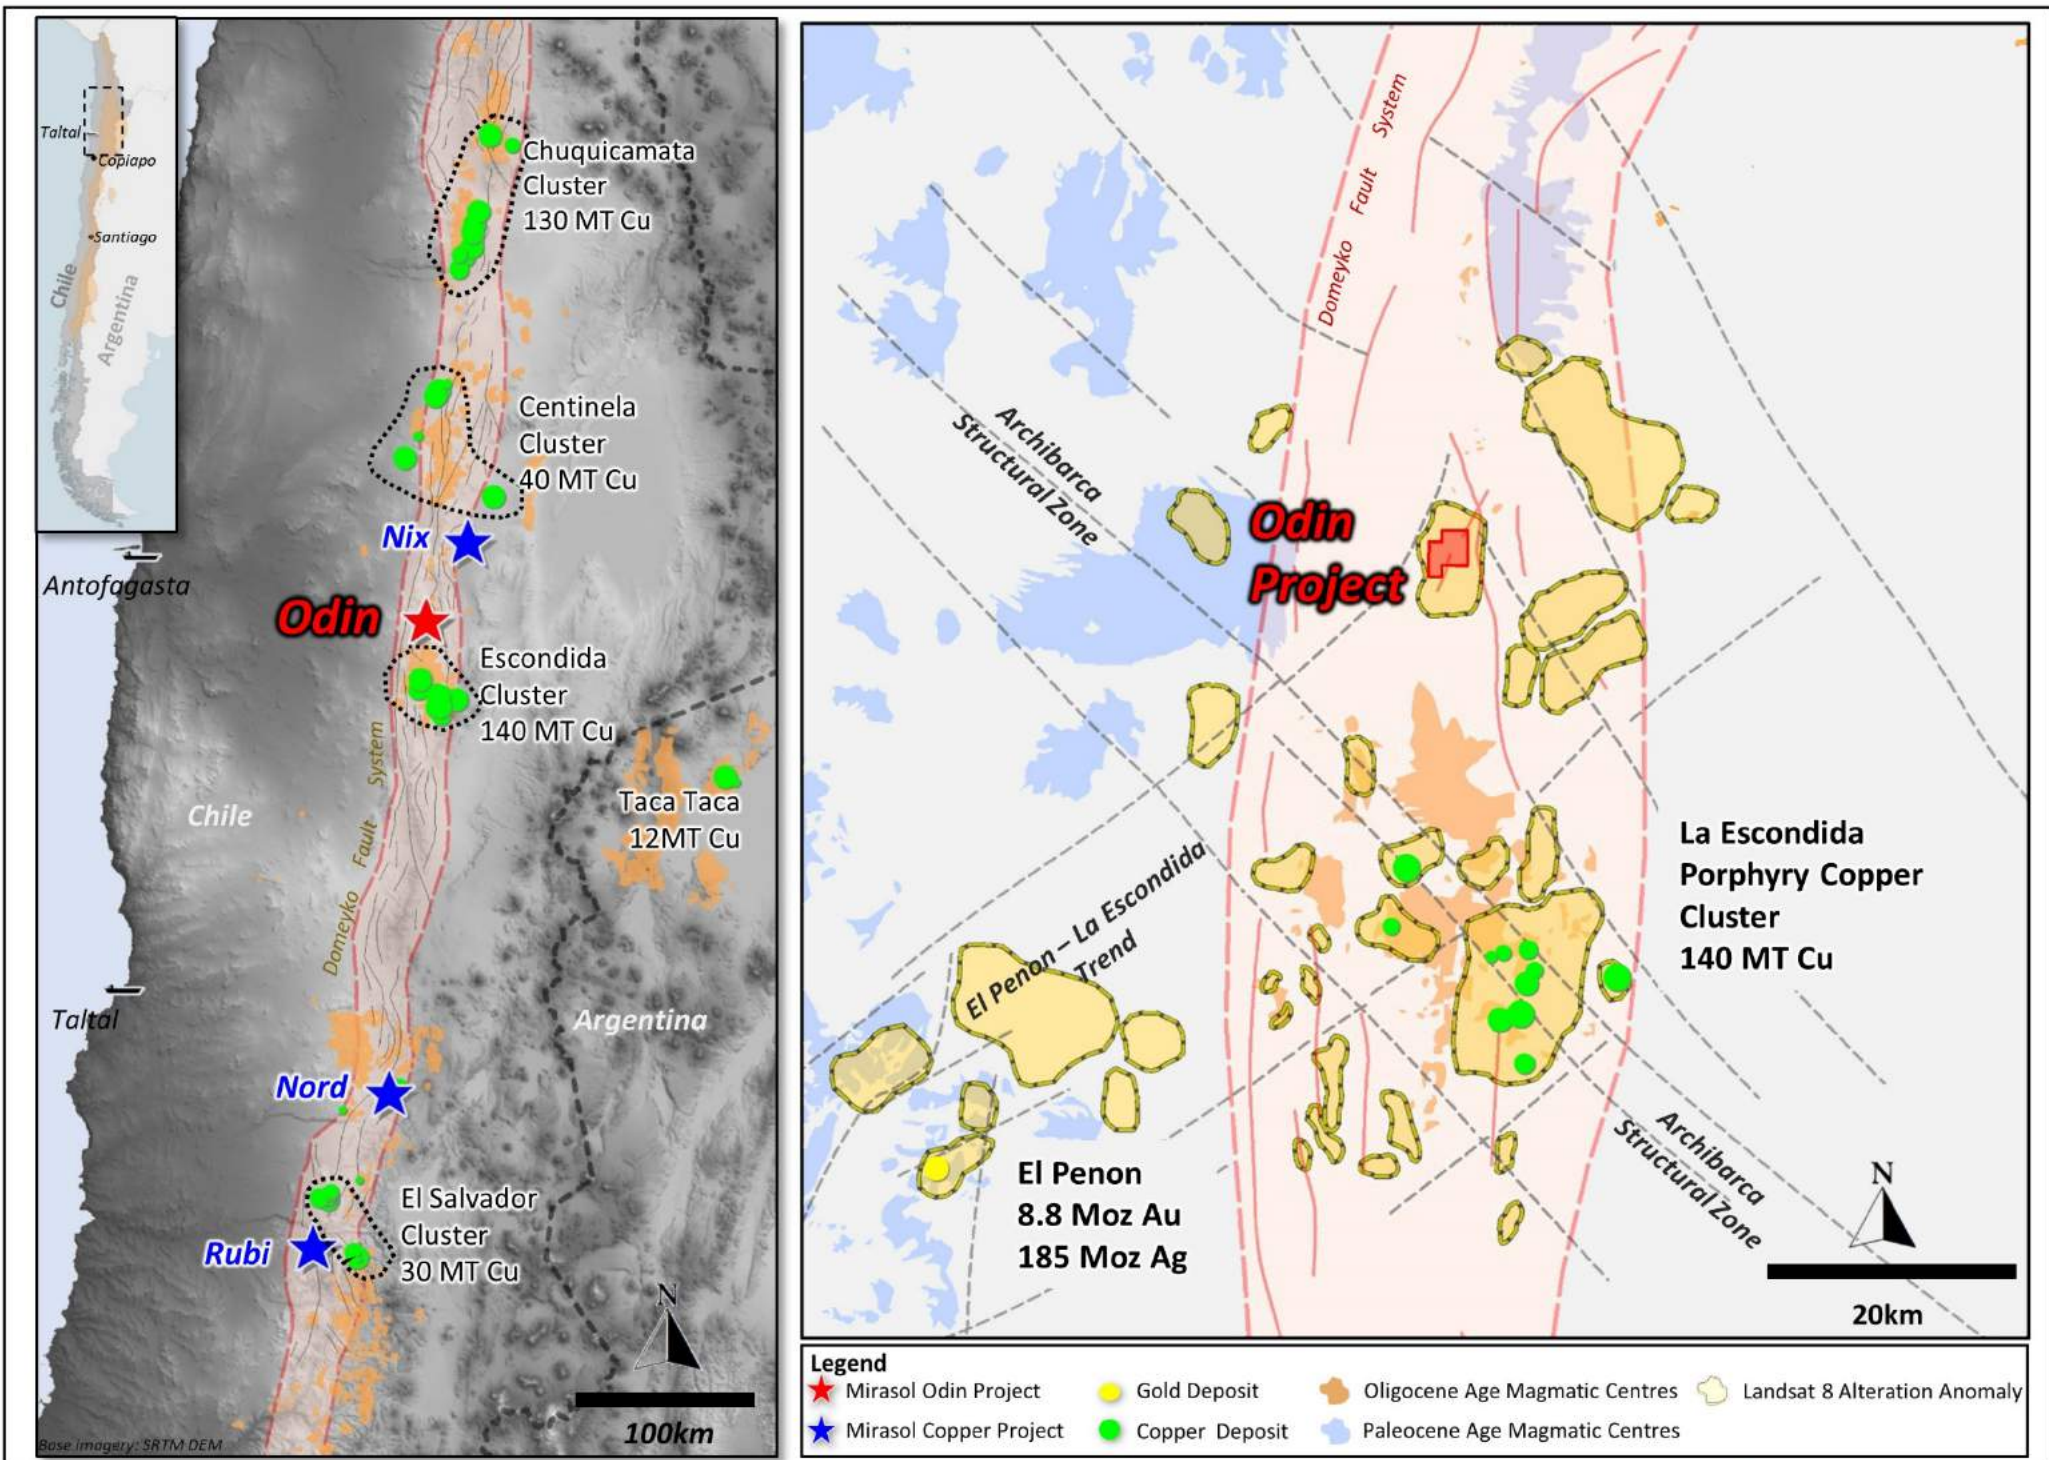 Taltal
Copiapo
Santiago
Chile
Argentina
Chuquicamata
Cluster
130 MT Cu
Centinela
Cluster
40 MT Cu
Nix
Antofagasta
Odin
Escondida
Cluster
140 MT Cu
Domeyko Fault System
Taca Taca
12MT Cu
Chile
Taltal
Argentina
Nord
El Salvador
Cluster
30 MT Cu
Rubi
N
100km
Base imagery: SRTM DEM
Domeyko Fault System
Archibarca
Structural Zone
Odin
Project
La Escondida
Porphyry Copper
Cluster
140 MT Cu
El Penon – La Escondida
Trend
El Penon
8.8 Moz Au
185 Moz Ag
Archibarca
Structural Zone
N
20km
Legend
Mirasol Odin Project
Gold Deposit
Oligocene Age Magmatic Centres
Landsat 8 Alteration Anomaly
Mirasol Copper Project
Copper Deposit
Paleocene Age Magmatic Centres